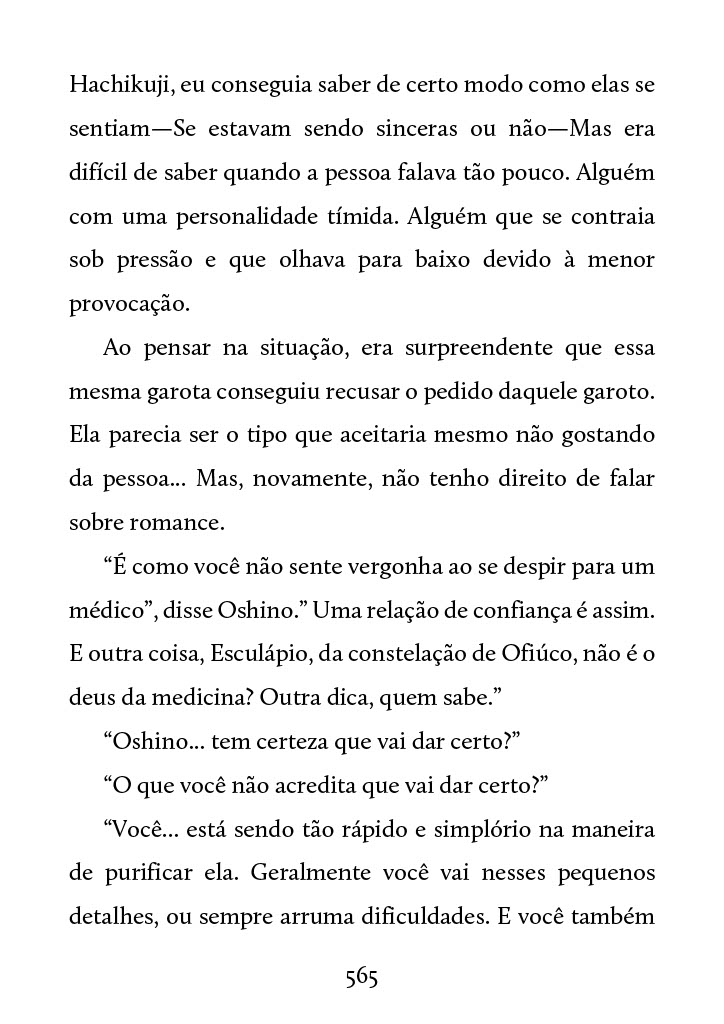 Hachikuji, eu conseguia saber de certo modo como elas se
sentiam—Se estavam sendo sinceras ou não—Mas era
difícil de saber quando a pessoa falava tão pouco. Alguém
com uma personalidade tímida. Alguém que se contraia
sob pressão e que olhava para baixo devido à menor
provocação.
Ao pensar na situação, era surpreendente que essa
mesma garota conseguiu recusar o pedido daquele garoto.
Ela parecia ser o tipo que aceitaria mesmo não gostando
da pessoa... Mas, novamente, não tenho direito de falar
sobre romance.
“É como você não sente vergonha ao se despir para um
médico”, disse Oshino.” Uma relação de confiança é assim.
E outra coisa, Esculápio, da constelação de Ofiúco, não é o
deus da medicina? Outra dica, quem sabe.”
“Oshino... tem certeza que vai dar certo?”
“O que você não acredita que vai dar certo?”
“Você... está sendo tão rápido e simplório na maneira
de purificar ela. Geralmente você vai nesses pequenos
detalhes, ou sempre arruma dificuldades. E você também
565